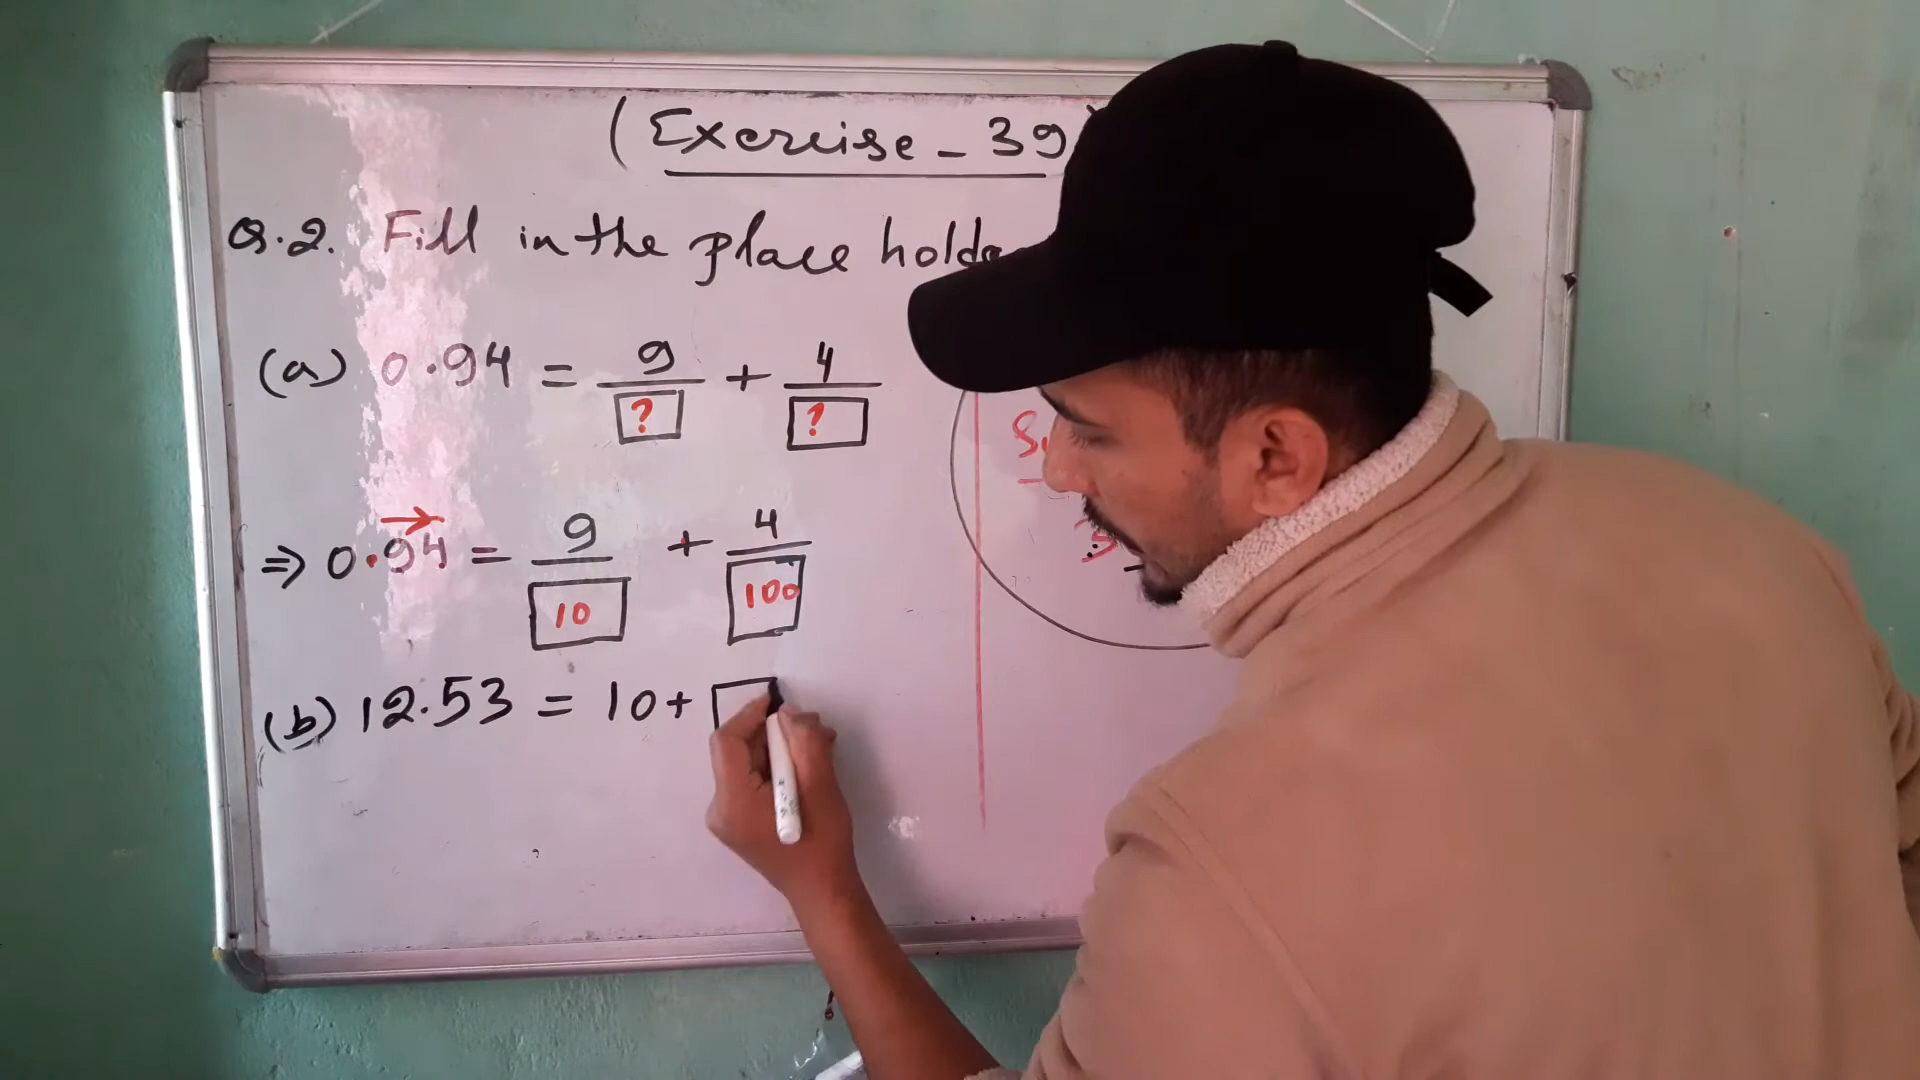 (Exercise - 39)
Q.2. Fill in the place
(a) 0.94 = 9/? + 4/?
⇒ 0.94 = 9/10 + 4/100
(b) 12.53 = 10 +